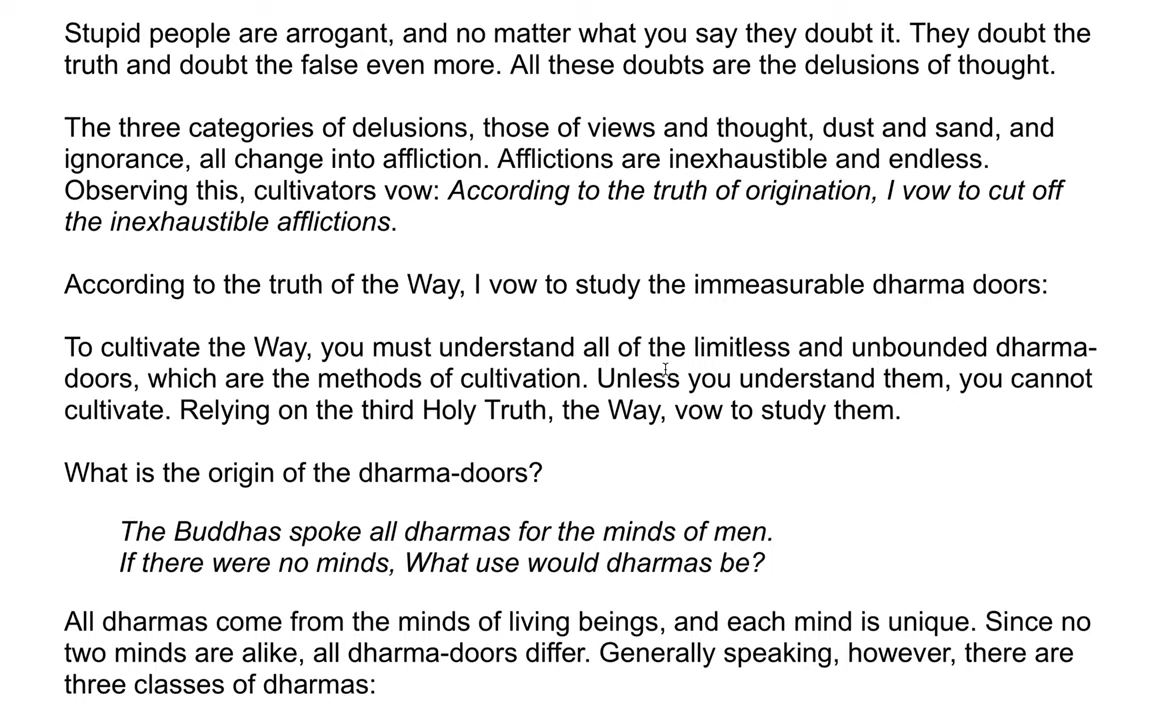 Stupid people are arrogant, and no matter what you say they doubt it. They doubt the
truth and doubt the false even more. All these doubts are the delusions of thought.
The three categories of delusions, those of views and thought, dust and sand, and
ignorance, all change into affliction. Afflictions are inexhaustible and endless.
Observing this, cultivators vow: According to the truth of origination, I vow to cut off
the inexhaustible afflictions.
According to the truth of the Way, I vow to study the immeasurable dharma doors:
To cultivate the Way, you must understand all of the limitless and unbounded dharma-
doors, which are the methods of cultivation. Unless you understand them, you cannot
cultivate. Relying on the third Holy Truth, the Way, vow to study them.
What is the origin of the dharma-doors?
The Buddhas spoke all dharmas for the minds of men.
If there were no minds, What use would dharmas be?
All dharmas come from the minds of living beings, and each mind is unique. Since no
two minds are alike, all dharma-doors differ. Generally speaking, however, there are
three classes of dharmas: